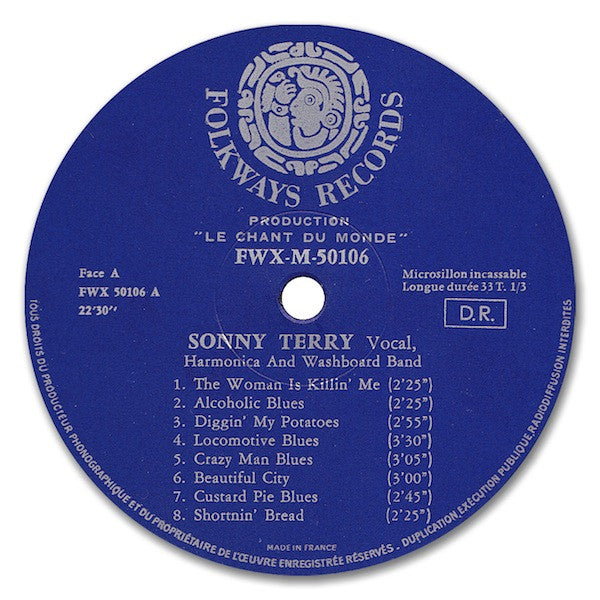 FOLKWAYS RECORDS
PRODUCTION
"LE CHANT DU MONDE"
FWX-M-50106
Face A
FWX 50106 A
22'30''
Microsillon incassable
Longue durée 33 T. 1/3
D.R.
SONNY TERRY Vocal,
Harmonica And Washboard Band
1. The Woman Is Killin' Me (2'25")
2. Alcoholic Blues (2'25")
3. Diggin' My Potatoes (2'55")
4. Locomotive Blues (3'30")
5. Crazy Man Blues (3'05")
6. Beautiful City (3'00")
7. Custard Pie Blues (2'45")
8. Shortnin' Bread (2'25")
MADE IN FRANCE
TOUS DROITS DU PRODUCTEUR PHONOGRAPHIQUE ET DU PROPRIÉTAIRE DE L'ŒUVRE ENREGISTRÉE RÉSERVÉS - DUPLICATION, EXÉCUTION PUBLIQUE, RADIODIFFUSION INTERDITES